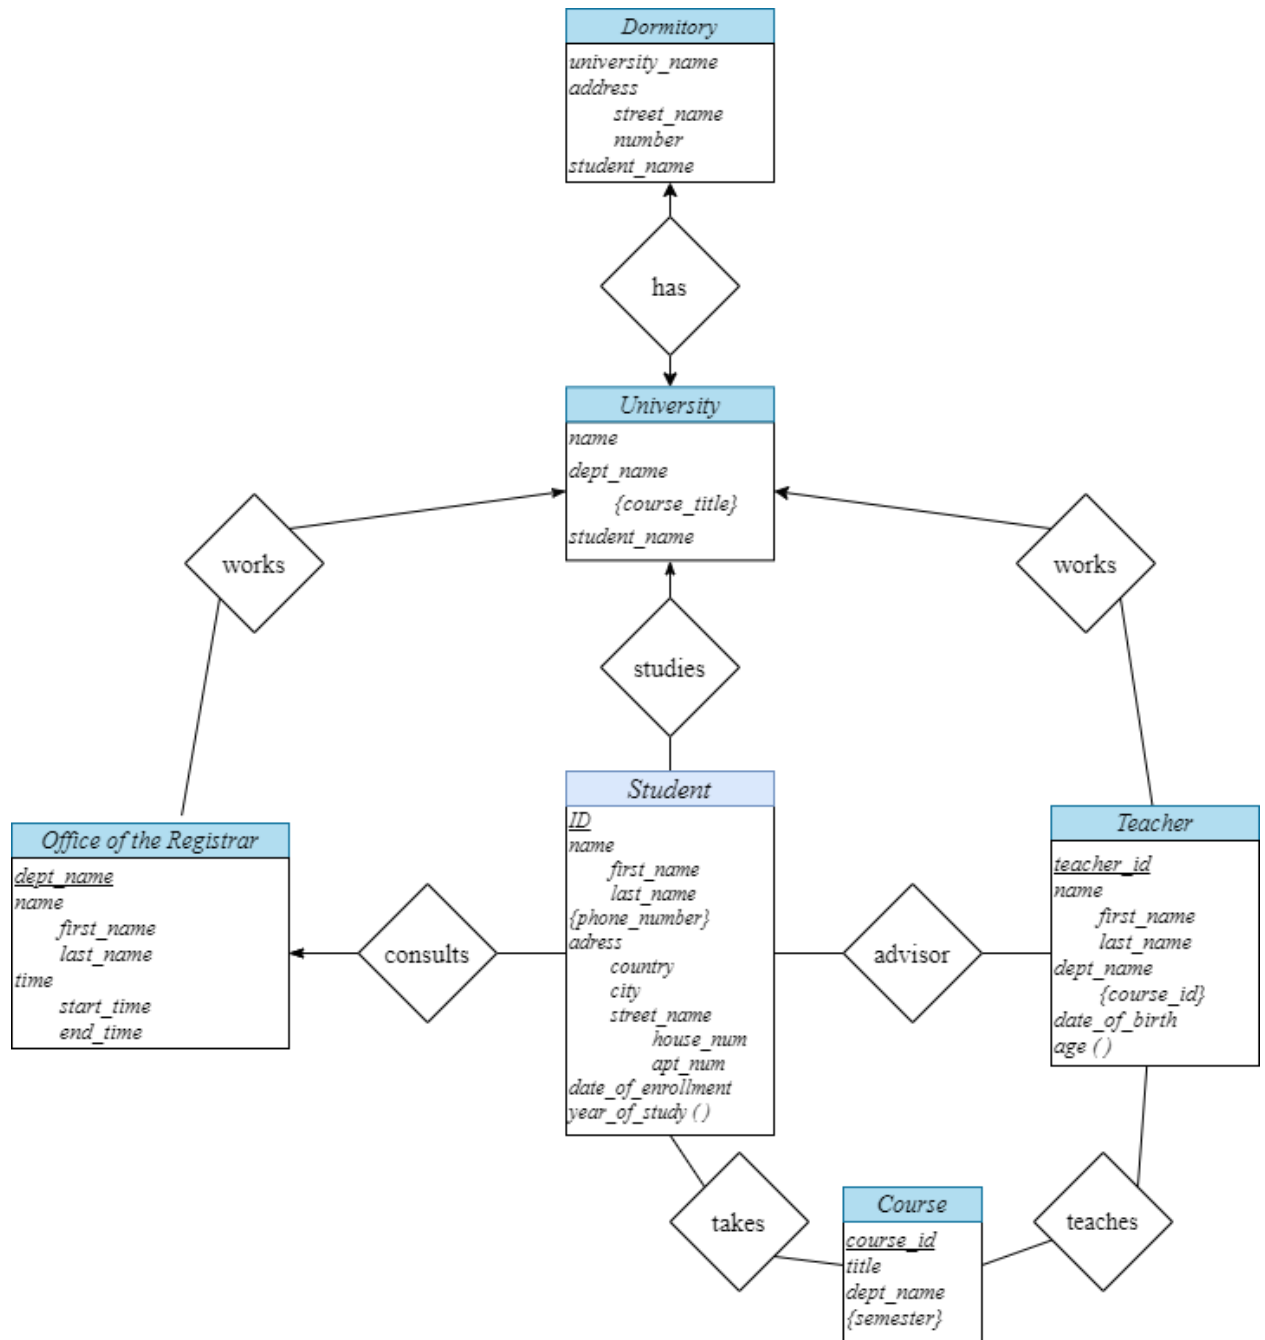 Dormitory
university_name
address
street_name
number
student_name
has
University
name
dept_name
{course_title}
student_name
works
works
studies
Office of the Registrar
dept_name
name
first_name
last_name
time
start_time
end_time
consults
Student
ID
name
first_name
last_name
{phone_number}
adress
country
city
street_name
house_num
apt_num
date_of_enrollment
year_of_study ( )
advisor
Teacher
teacher_id
name
first_name
last_name
dept_name
{course_id}
date_of_birth
age ( )
takes
Course
course_id
title
dept_name
{semester}
teaches